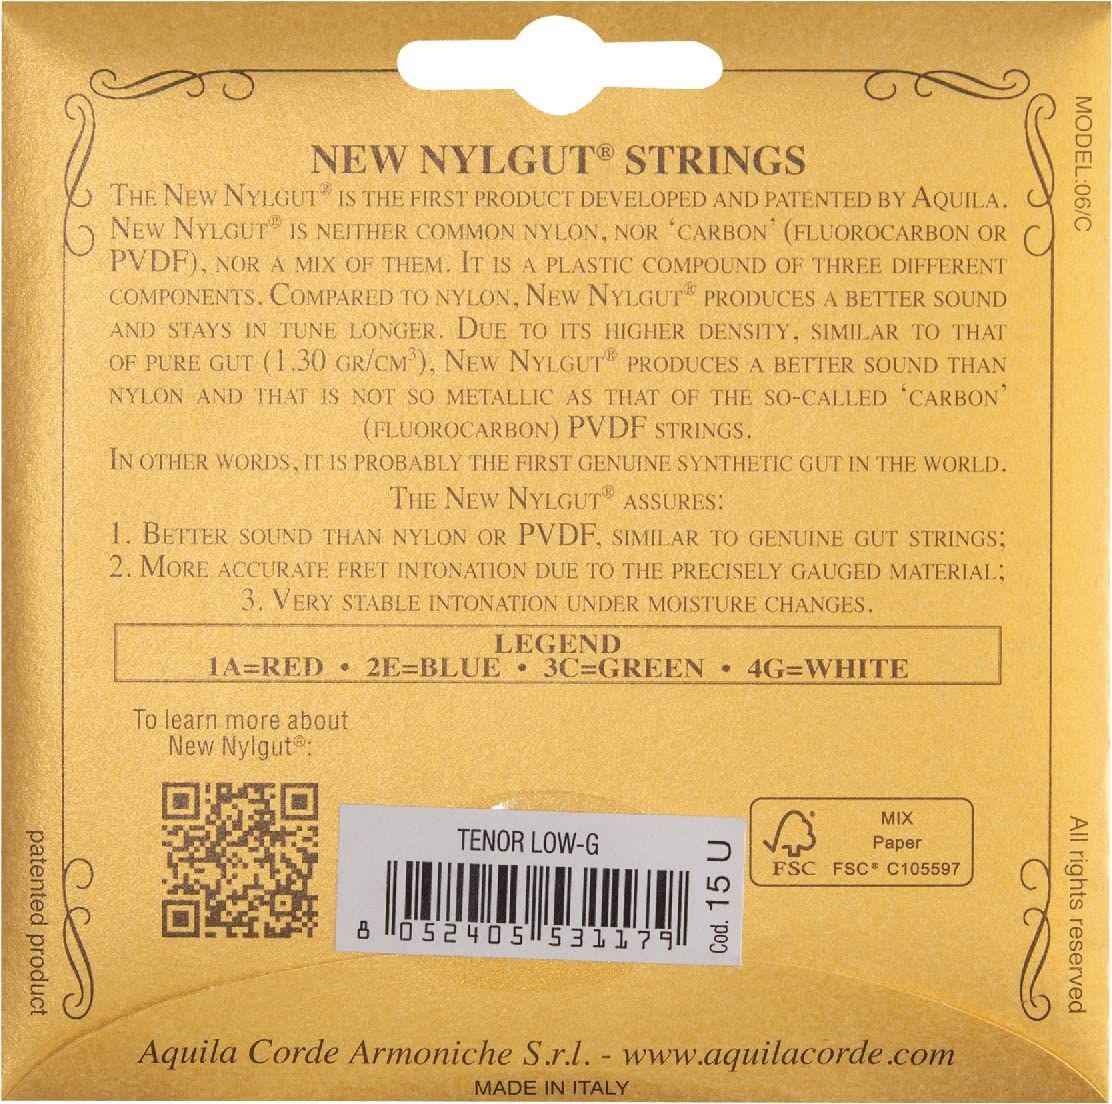 NEW NYLGUT® STRINGS
THE NEW NYLGUT® IS THE FIRST PRODUCT DEVELOPED AND PATENTED BY AQUILA.
NEW NYLGUT® IS NEITHER COMMON NYLON, NOR ‘CARBON’ (FLUOROCARBON OR
PVDF), NOR A MIX OF THEM. IT IS A PLASTIC COMPOUND OF THREE DIFFERENT
COMPONENTS. COMPARED TO NYLON, NEW NYLGUT® PRODUCES A BETTER SOUND
AND STAYS IN TUNE LONGER. DUE TO ITS HIGHER DENSITY, SIMILAR TO THAT
OF PURE GUT (1.30 GR/CM³), NEW NYLGUT® PRODUCES A BETTER SOUND THAN
NYLON AND THAT IS NOT SO METALLIC AS THAT OF THE SO-CALLED ‘CARBON’
(FLUOROCARBON) PVDF STRINGS.
IN OTHER WORDS, IT IS PROBABLY THE FIRST GENUINE SYNTHETIC GUT IN THE WORLD.
THE NEW NYLGUT® ASSURES:
1. BETTER SOUND THAN NYLON OR PVDF, SIMILAR TO GENUINE GUT STRINGS;
2. MORE ACCURATE FRET INTONATION DUE TO THE PRECISELY GAUGED MATERIAL;
3. VERY STABLE INTONATION UNDER MOISTURE CHANGES.
LEGEND
1A=RED • 2E=BLUE • 3C=GREEN • 4G=WHITE
To learn more about
New Nylgut®:
TENOR LOW-G
8 052405 531179
Cod. 15 U
MIX
Paper
FSC FSC® C105597
MODEL:06/C
All rights reserved
patented product
Aquila Corde Armoniche S.r.l. - www.aquilacorde.com
MADE IN ITALY